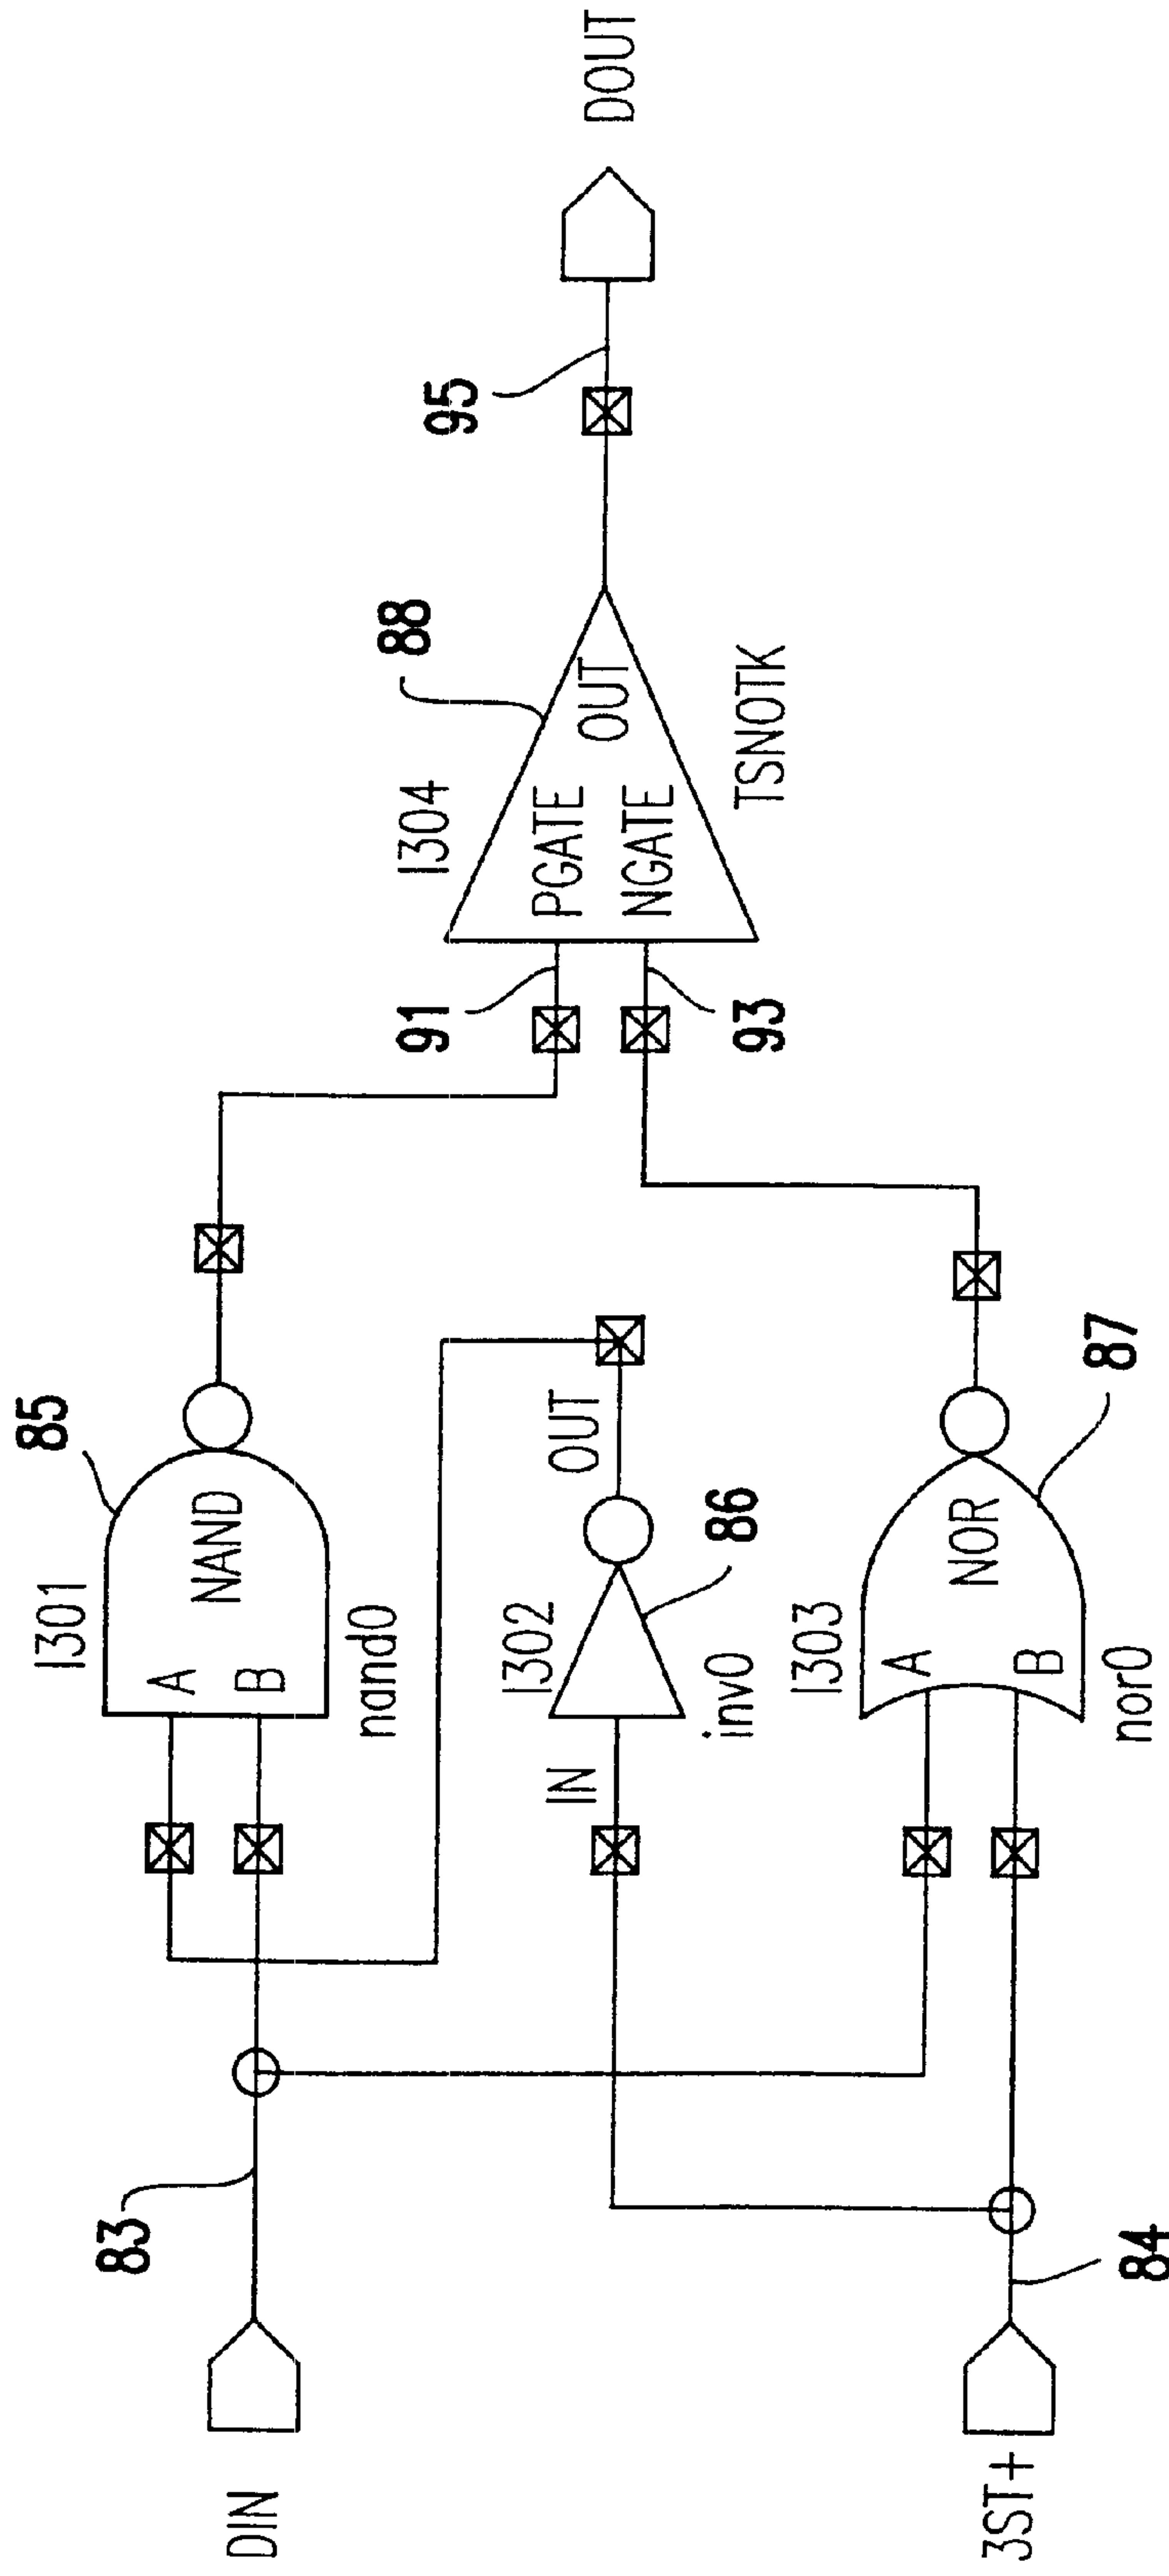 DIN
83
I301
85
A
B
NAND
nand0
IN
I302
OUT
inv0
86
3ST+
84
I303
A
B
NOR
nor0
87
91
93
I304
88
PGATE
NGATE
OUT
TSNOTK
95
DOUT